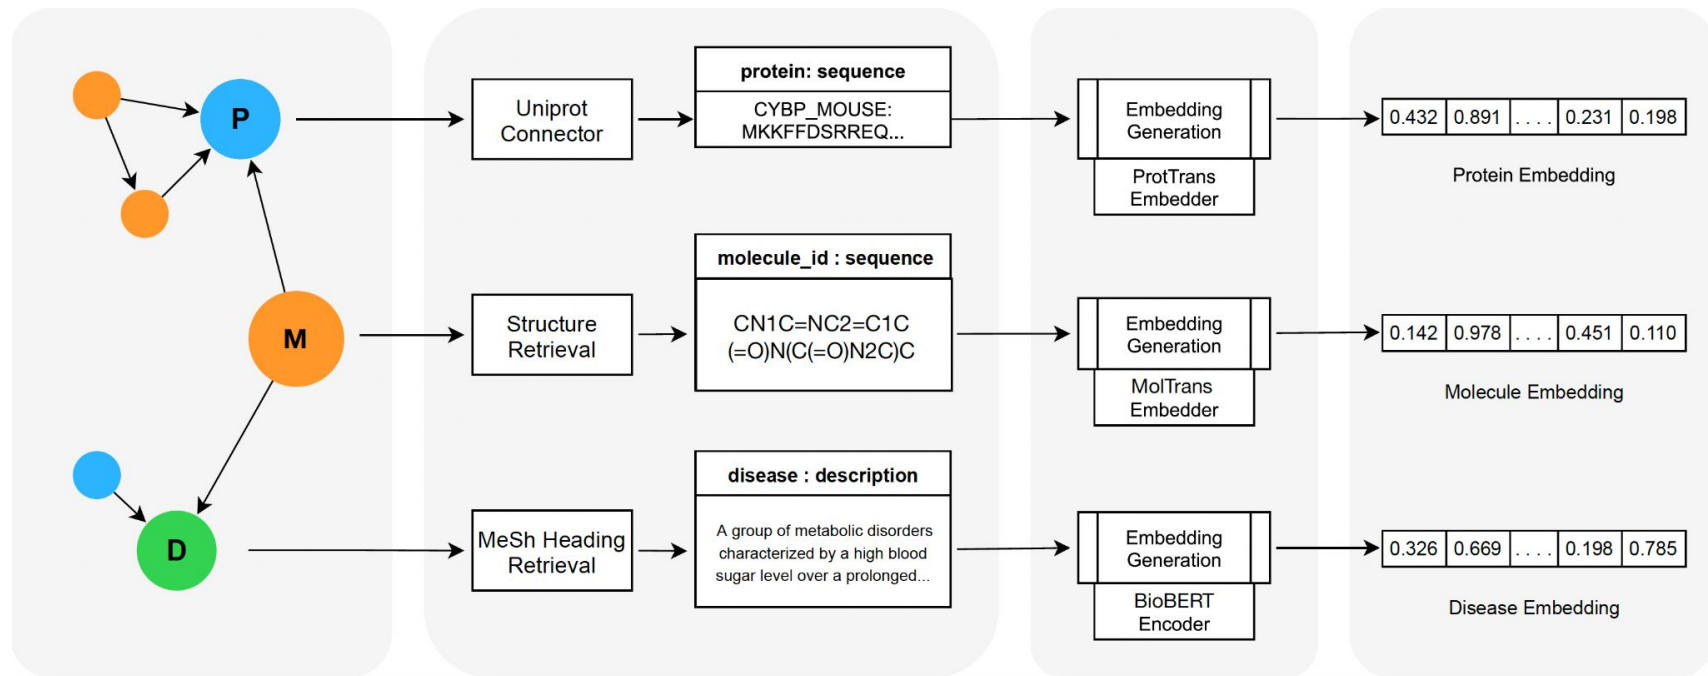 P
Uniprot
Connector
protein: sequence
CYBP_MOUSE:
MKKFFDSRREQ...
Embedding
Generation
ProtTrans
Embedder
0.432 0.891 . . . . 0.231 0.198
Protein Embedding
M
Structure
Retrieval
molecule_id : sequence
CN1C=NC2=C1C
(=O)N(C(=O)N2C)C
Embedding
Generation
MolTrans
Embedder
0.142 0.978 . . . . 0.451 0.110
Molecule Embedding
D
MeSh Heading
Retrieval
disease : description
A group of metabolic disorders
characterized by a high blood
sugar level over a prolonged...
Embedding
Generation
BioBERT
Encoder
0.326 0.669 . . . . 0.198 0.785
Disease Embedding